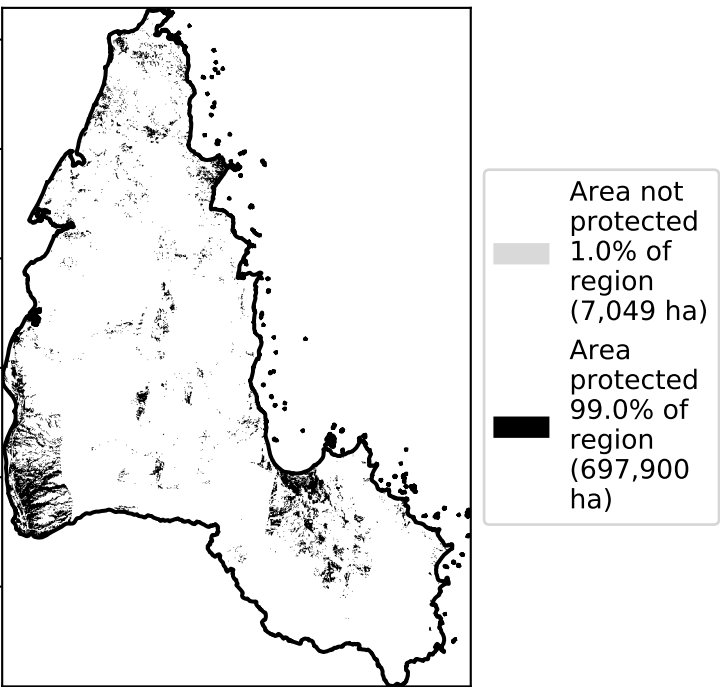 Area not
protected
1.0% of
region
(7,049 ha)
Area
protected
99.0% of
region
(697,900
ha)